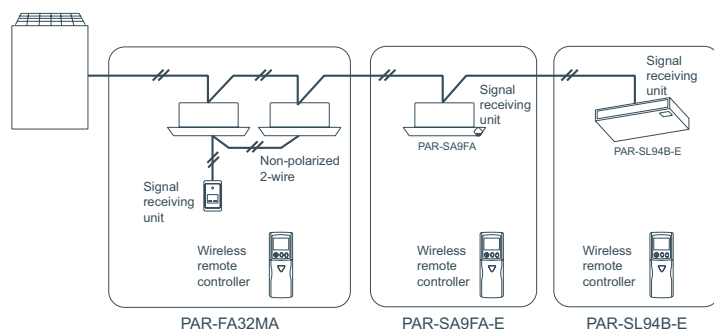 Non-polarized
2-wire
Signal
receiving
unit
Wireless
remote
controller
PAR-FA32MA
Signal
receiving
unit
PAR-SA9FA
Wireless
remote
controller
PAR-SA9FA-E
Signal
receiving
unit
PAR-SL94B-E
Wireless
remote
controller
PAR-SL94B-E